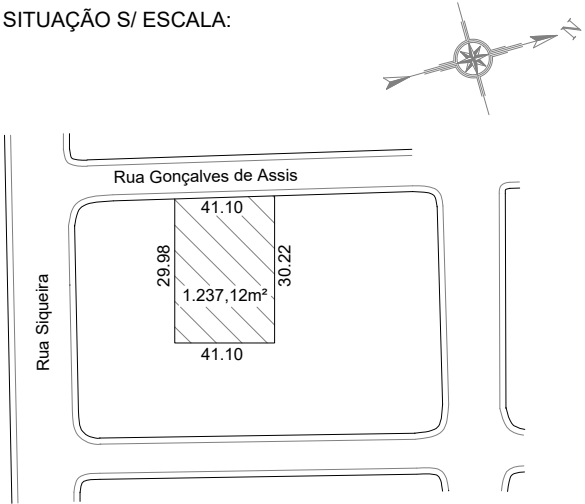 SITUAÇÃO S/ ESCALA:
N
Rua Gonçalves de Assis
41.10
29.98
30.22
1.237,12m²
Rua Siqueira
41.10